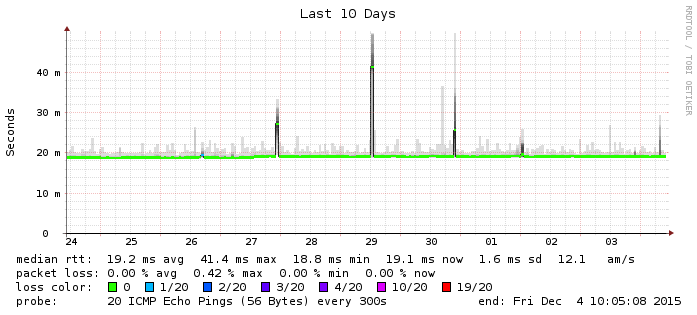 Last 10 Days
RRDTOOL / TOBI OETIKER
Seconds
40 m
30 m
20 m
10 m
0
24 25 26 27 28 29 30 01 02 03
median rtt: 19.2 ms avg 41.4 ms max 18.8 ms min 19.1 ms now 1.6 ms sd 12.1 am/s
packet loss: 0.00 % avg 0.42 % max 0.00 % min 0.00 % now
loss color: 0 1/20 2/20 3/20 4/20 10/20 19/20
probe: 20 ICMP Echo Pings (56 Bytes) every 300s end: Fri Dec 4 10:05:08 2015